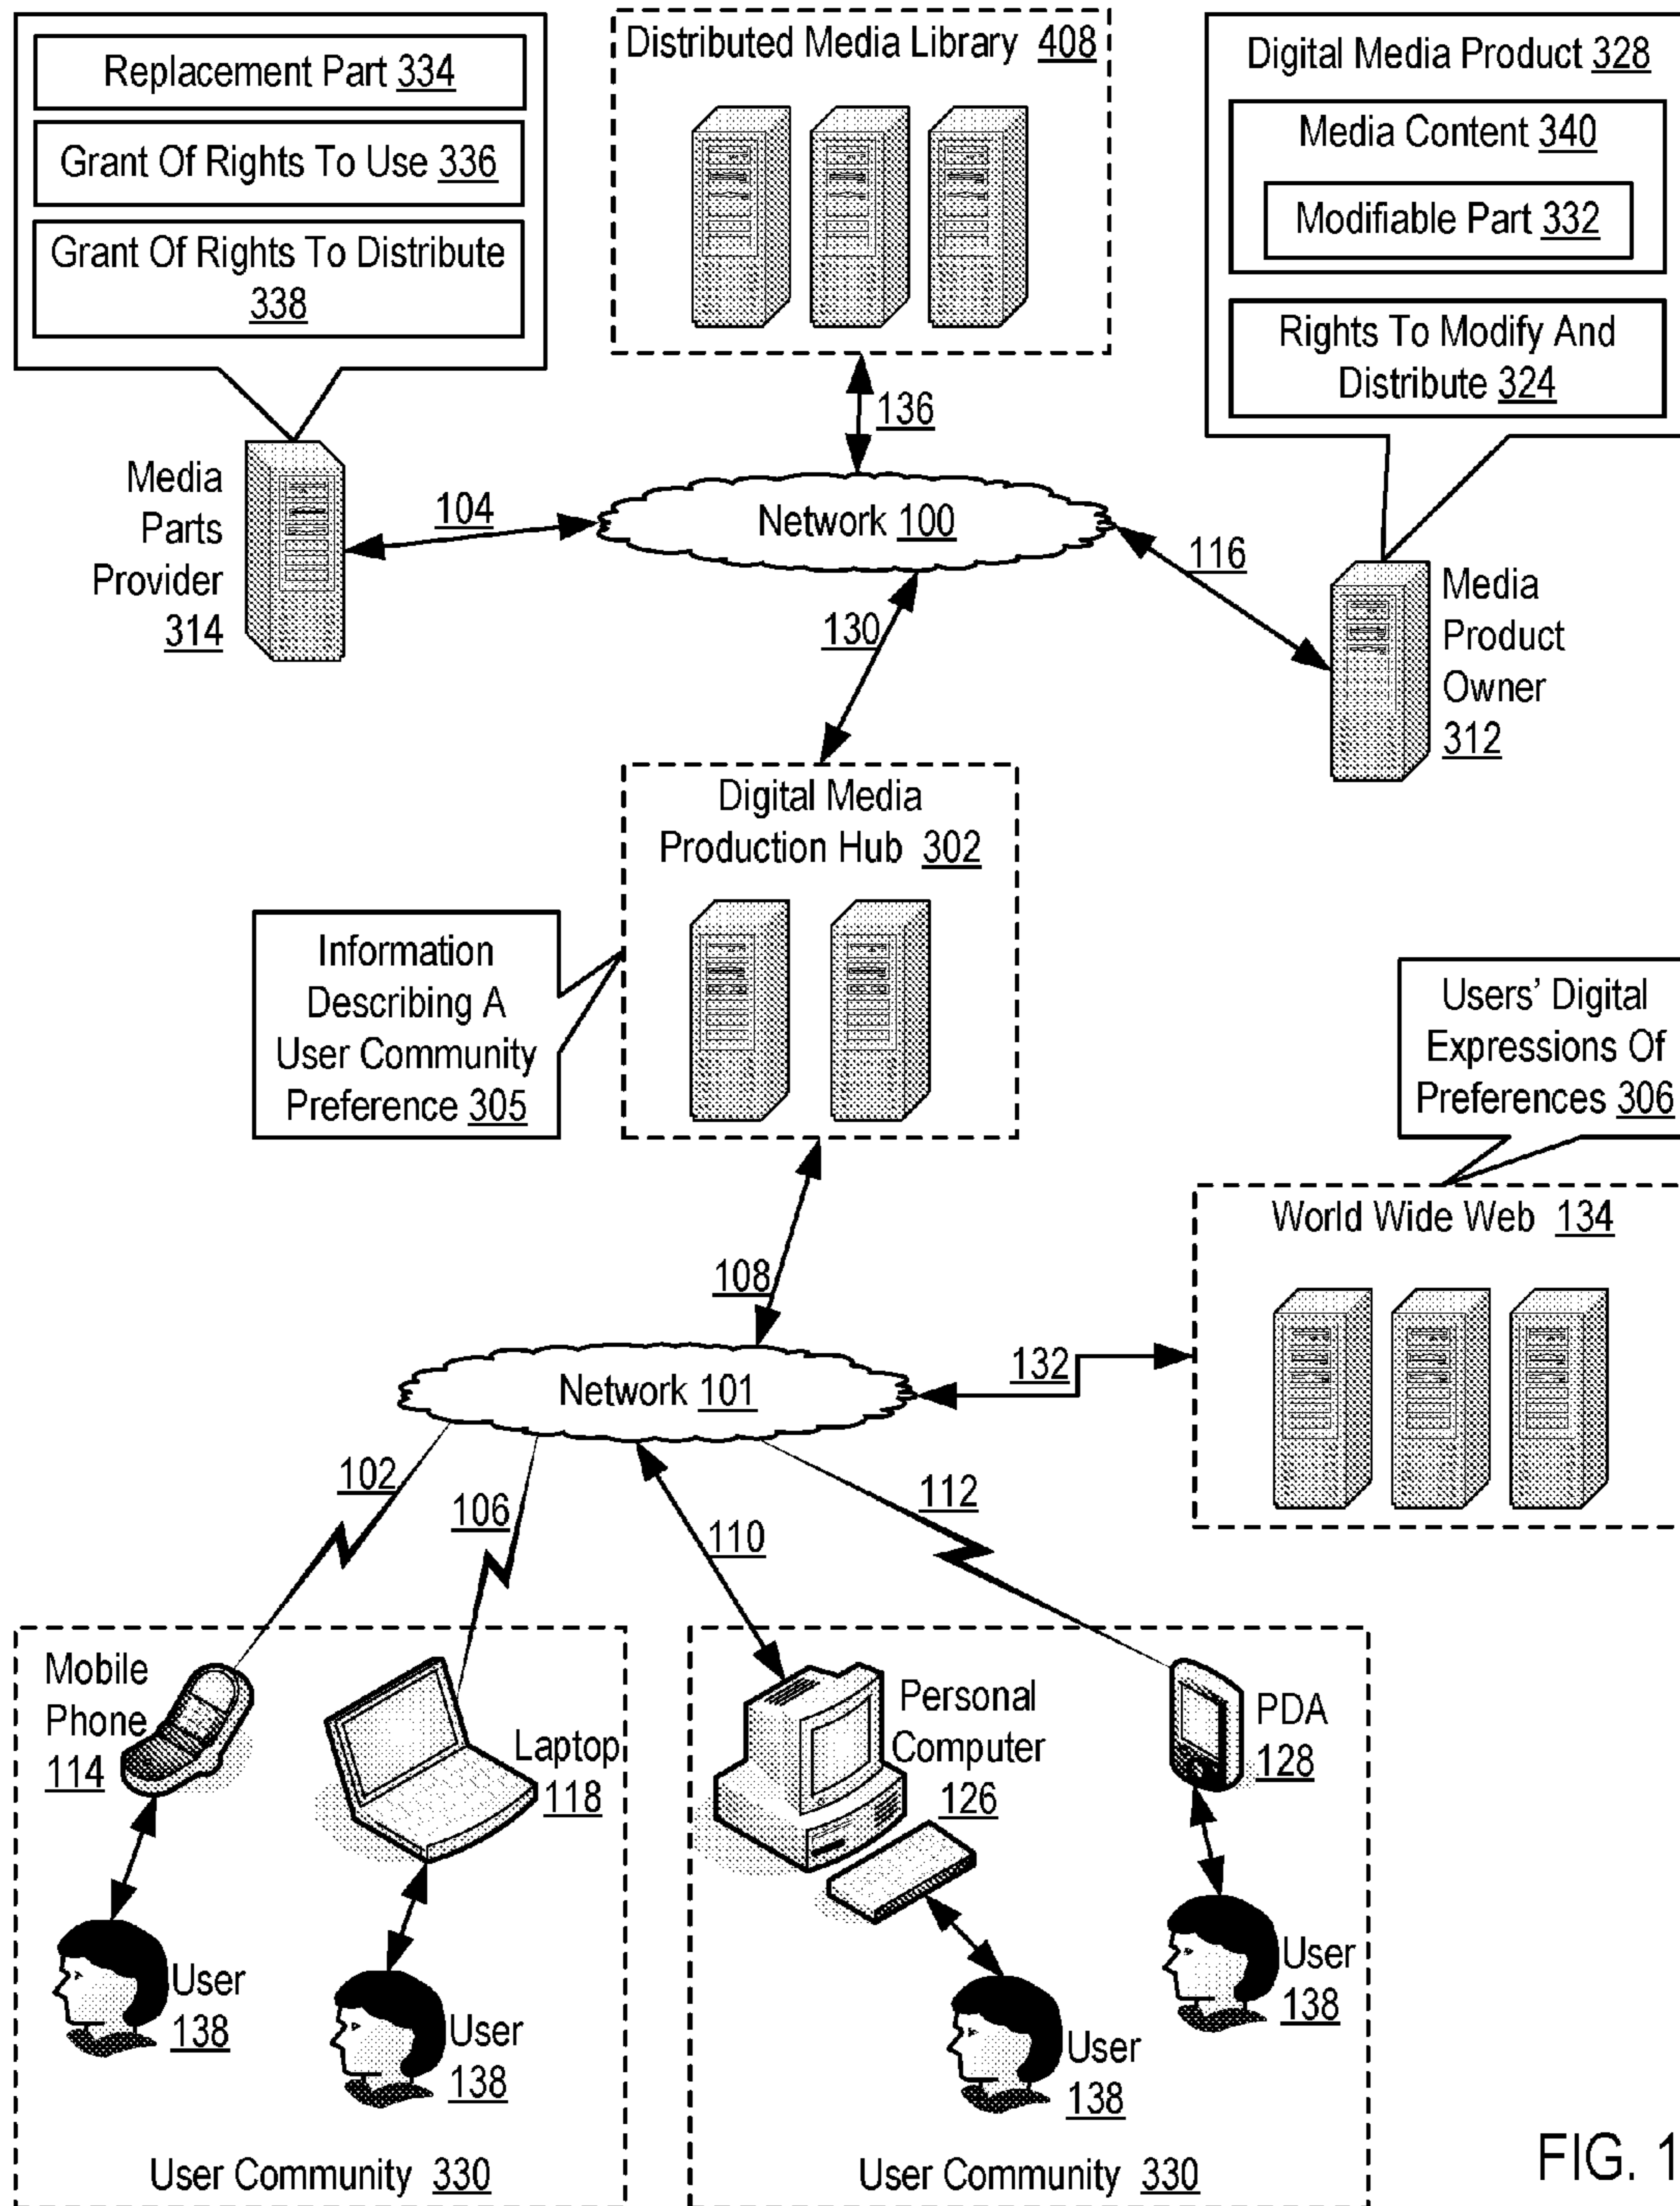 Replacement Part 334
Grant Of Rights To Use 336
Grant Of Rights To Distribute
338
Distributed Media Library 408
Digital Media Product 328
Media Content 340
Modifiable Part 332
Rights To Modify And
Distribute 324
136
Media
Parts
Provider
314
104
Network 100
116
Media
Product
Owner
312
130
Digital Media
Production Hub 302
Information
Describing A
User Community
Preference 305
Users' Digital
Expressions Of
Preferences 306
World Wide Web 134
108
Network 101
132
102
106
110
112
Mobile
Phone
114
Laptop
118
Personal
Computer
126
PDA
128
User
138
User
138
User
138
User
138
User Community 330
User Community 330
FIG. 1